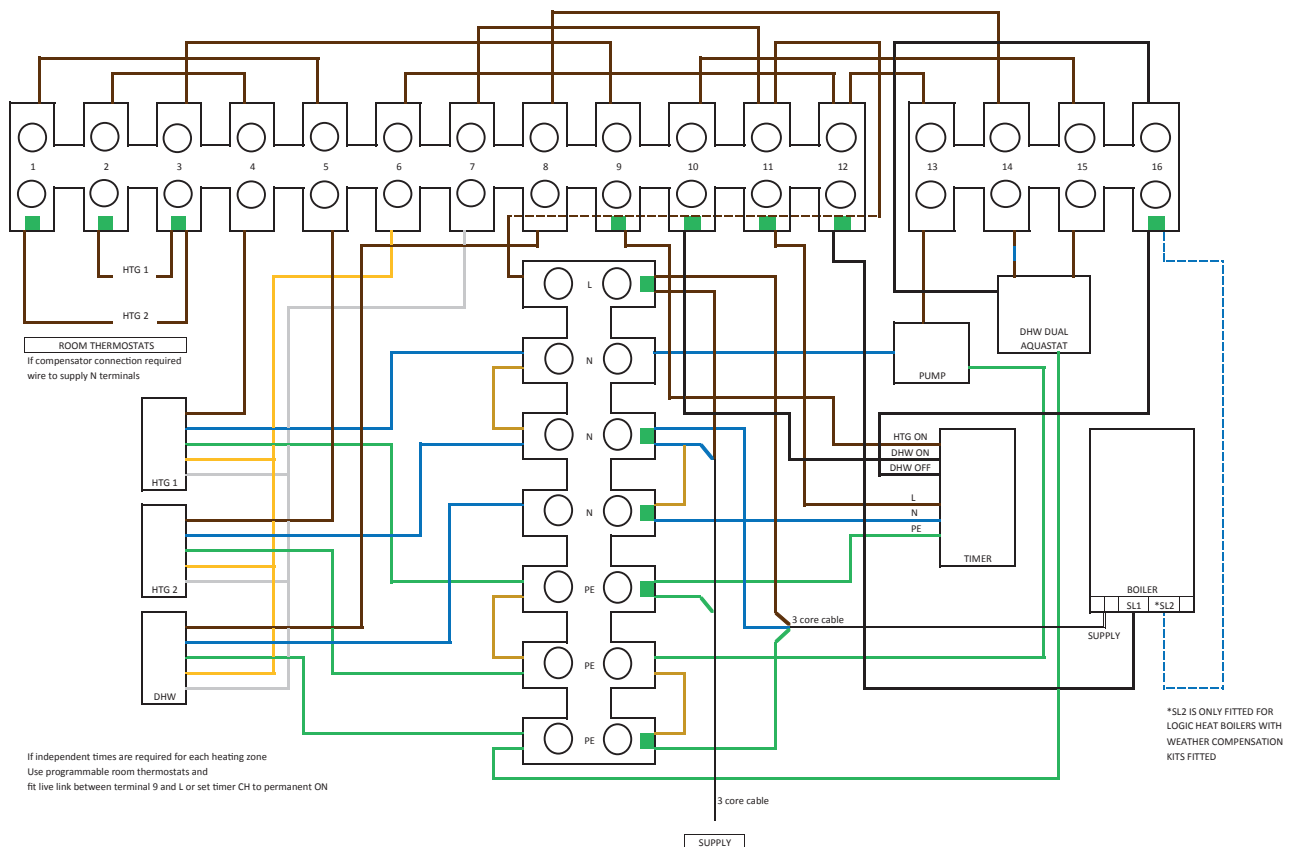 1 2 3 4 5 6 7 8 9 10 11 12 13 14 15 16
HTG 1
HTG 2
ROOM THERMOSTATS
If compensator connection required
wire to supply N terminals
L
N
N
N
PE
PE
PE
DHW DUAL
AQUASTAT
PUMP
HTG 1
HTG 2
DHW
HTG ON
DHW ON
DHW OFF
L
N
PE
TIMER
BOILER
SL1 *SL2
SUPPLY
3 core cable
*SL2 IS ONLY FITTED FOR
LOGIC HEAT BOILERS WITH
WEATHER COMPENSATION
KITS FITTED
If independent times are required for each heating zone
Use programmable room thermostats and
fit live link between terminal 9 and L or set timer CH to permanent ON
3 core cable
SUPPLY